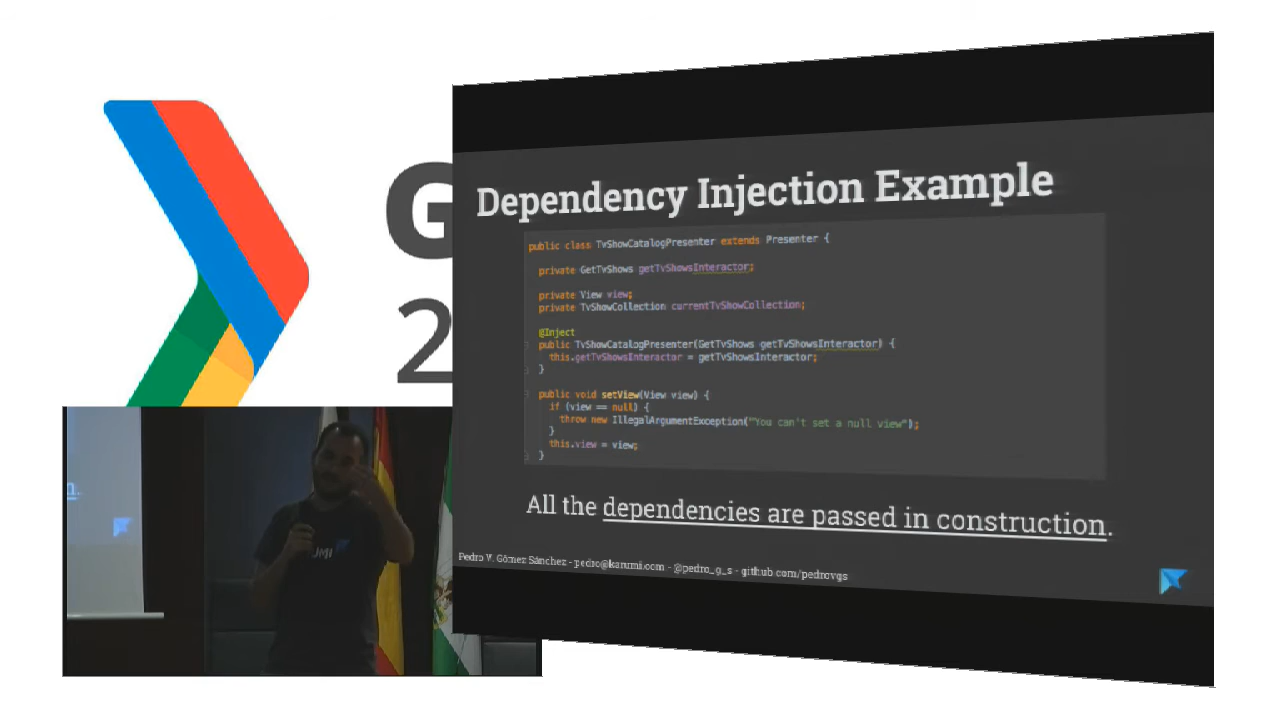 G
2
Dependency Injection Example
public class TvShowCatalogPresenter extends Presenter {
private GetTvShows getTvShowsInteractor;
private View view;
private TvShowCollection currentTvShowCollection;
@Inject
public TvShowCatalogPresenter(GetTvShows getTvShowsInteractor) {
this.getTvShowsInteractor = getTvShowsInteractor;
}
public void setView(View view) {
if (view == null) {
throw new IllegalArgumentException("You can't set a null view");
}
this.view = view;
}
All the dependencies are passed in construction.
Pedro V. Gómez Sánchez - pedro@karumi.com - @pedro_g_s - github.com/pedrovgs
UMI